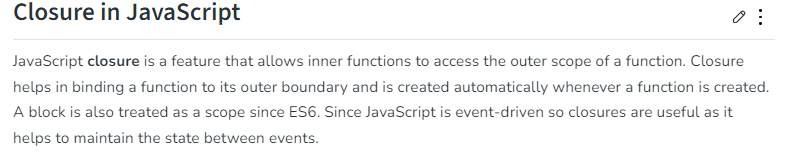 Closure in JavaScript
JavaScript closure is a feature that allows inner functions to access the outer scope of a function. Closure
helps in binding a function to its outer boundary and is created automatically whenever a function is created.
A block is also treated as a scope since ES6. Since JavaScript is event-driven so closures are useful as it
helps to maintain the state between events.